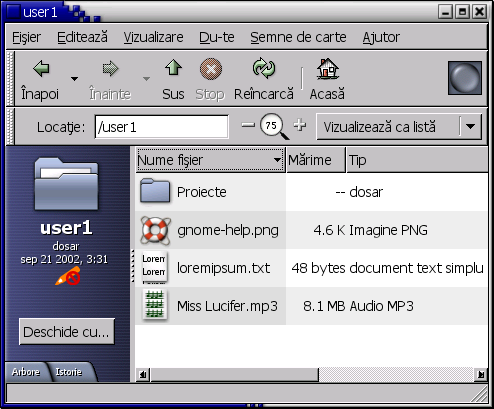 user1
Fişier Editează Vizualizare Du-te Semne de carte Ajutor
Înapoi Înainte Sus Stop Reîncarcă Acasă
Locaţie: /user1 75 Vizualizează ca listă
Nume fişier Mărime Tip
Proiecte -- dosar
gnome-help.png 4.6 K Imagine PNG
Lorem
Lorem
loremipsum.txt 48 bytes document text simplu
Miss Lucifer.mp3 8.1 MB Audio MP3
user1
dosar
sep 21 2002, 3:31
Deschide cu...
Arbore Istorie